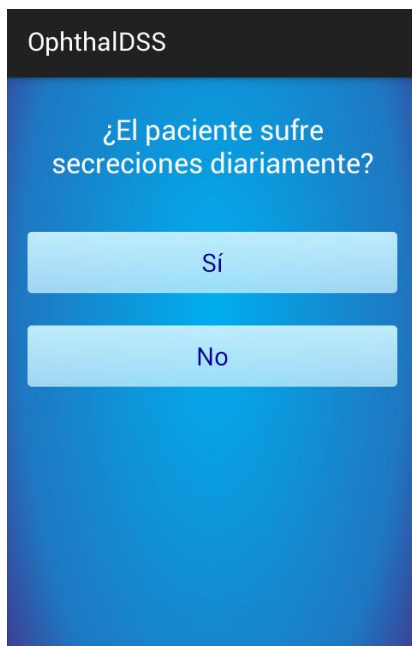 OphthalDSS
¿El paciente sufre
secreciones diariamente?
Sí
No